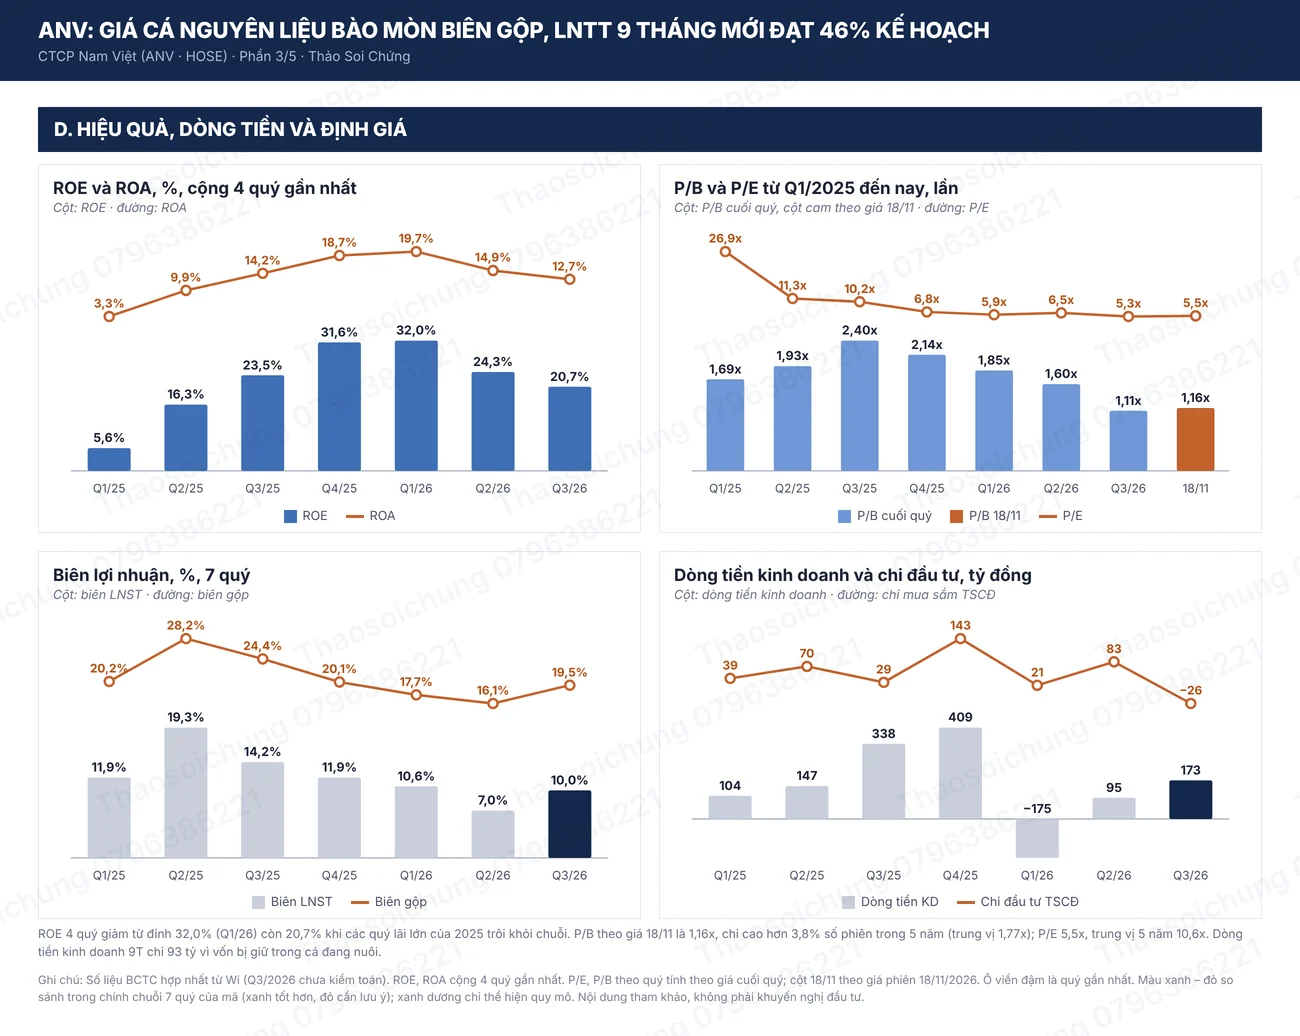 ANV: GIÁ CÁ NGUYÊN LIỆU BÀO MÒN BIÊN GỘP, LNTT 9 THÁNG MỚI ĐẠT 46% KẾ HOẠCH
CTCP Nam Việt (ANV · HOSE) · Phần 3/5 · Thảo Soi Chứng
D. HIỆU QUẢ, DÒNG TIỀN VÀ ĐỊNH GIÁ
ROE và ROA, %, cộng 4 quý gần nhất
Cột: ROE · đường: ROA
3,3% 9,9% 14,2% 18,7% 19,7% 14,9% 12,7%
5,6% 16,3% 23,5% 31,6% 32,0% 24,3% 20,7%
Q1/25 Q2/25 Q3/25 Q4/25 Q1/26 Q2/26 Q3/26
ROE ROA
P/B và P/E từ Q1/2025 đến nay, lần
Cột: P/B cuối quý, cột cam theo giá 18/11 · đường: P/E
26,9x 11,3x 10,2x 6,8x 5,9x 6,5x 5,3x 5,5x
1,69x 1,93x 2,40x 2,14x 1,85x 1,60x 1,11x 1,16x
Q1/25 Q2/25 Q3/25 Q4/25 Q1/26 Q2/26 Q3/26 18/11
P/B cuối quý P/B 18/11 P/E
Biên lợi nhuận, %, 7 quý
Cột: biên LNST · đường: biên gộp
20,2% 28,2% 24,4% 20,1% 17,7% 16,1% 19,5%
11,9% 19,3% 14,2% 11,9% 10,6% 7,0% 10,0%
Q1/25 Q2/25 Q3/25 Q4/25 Q1/26 Q2/26 Q3/26
Biên LNST Biên gộp
Dòng tiền kinh doanh và chi đầu tư, tỷ đồng
Cột: dòng tiền kinh doanh · đường: chi mua sắm TSCĐ
39 70 29 143 21 83 −26
104 147 338 409 −175 95 173
Q1/25 Q2/25 Q3/25 Q4/25 Q1/26 Q2/26 Q3/26
Dòng tiền KD Chi đầu tư TSCĐ
ROE 4 quý giảm từ đỉnh 32,0% (Q1/26) còn 20,7% khi các quý lãi lớn của 2025 trôi khỏi chuỗi. P/B theo giá 18/11 là 1,16x, chỉ cao hơn 3,8% số phiên trong 5 năm (trung vị 1,77x); P/E 5,5x, trung vị 5 năm 10,6x. Dòng
tiền kinh doanh 9T chỉ 93 tỷ vì vốn bị giữ trong cá đang nuôi.
Ghi chú: Số liệu BCTC hợp nhất từ Wi (Q3/2026 chưa kiểm toán). ROE, ROA cộng 4 quý gần nhất. P/E, P/B theo quý tính theo giá cuối quý; cột 18/11 theo giá phiên 18/11/2026. Ô viền đậm là quý gần nhất. Màu xanh – đỏ so
sánh trong chính chuỗi 7 quý của mã (xanh tốt hơn, đỏ cần lưu ý); xanh dương chỉ thể hiện quy mô. Nội dung tham khảo, không phải khuyến nghị đầu tư.
Thaosoichung 0796386221